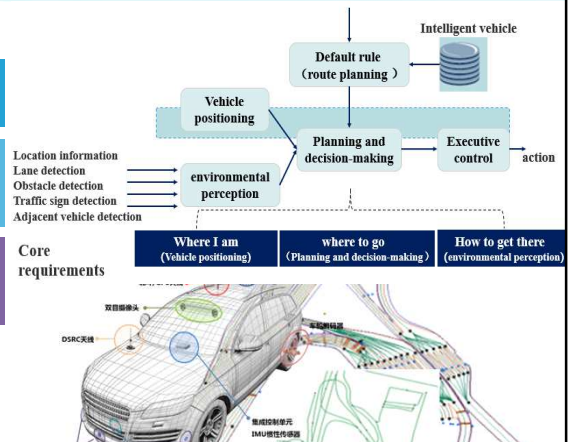 Intelligent vehicle
Default rule
（route planning ）
Vehicle
positioning
Planning and
decision-making
Executive
control
action
Location information
Lane detection
Obstacle detection
Traffic sign detection
Adjacent vehicle detection
environmental
perception
Core
requirements
Where I am
(Vehicle positioning)
where to go
（Planning and decision-making）
How to get there
(environmental perception)
双目摄像头
DSRC天线
集成控制单元
IMU惯性传感器